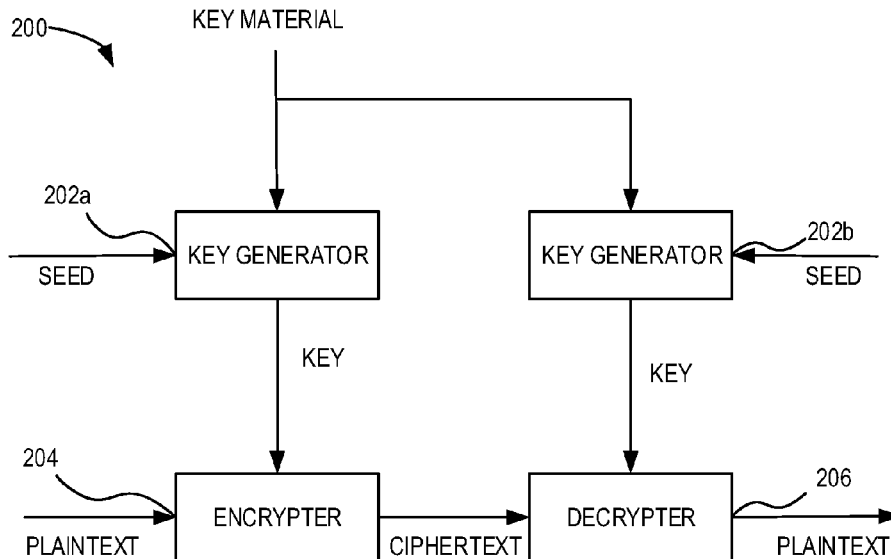 200
KEY MATERIAL
202a
KEY GENERATOR
SEED
KEY GENERATOR
202b
SEED
KEY
KEY
204
ENCRYPTER
PLAINTEXT
CIPHERTEXT
DECRYPTER
206
PLAINTEXT